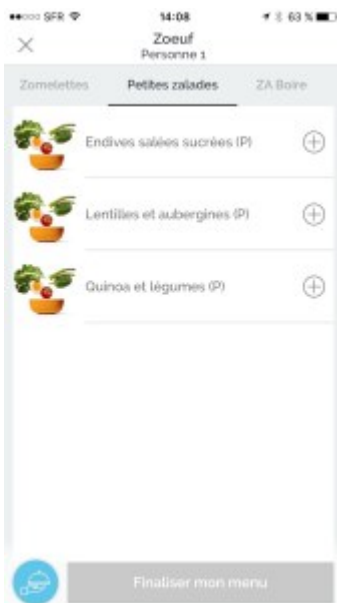 SFR 14:08 63 %
Zoeuf
Personne 1
Zomelettes Petites zalades ZA Boire
Endives salées sucrées (P)
Lentilles et aubergines (P)
Quinoa et légumes (P)
Finaliser mon menu